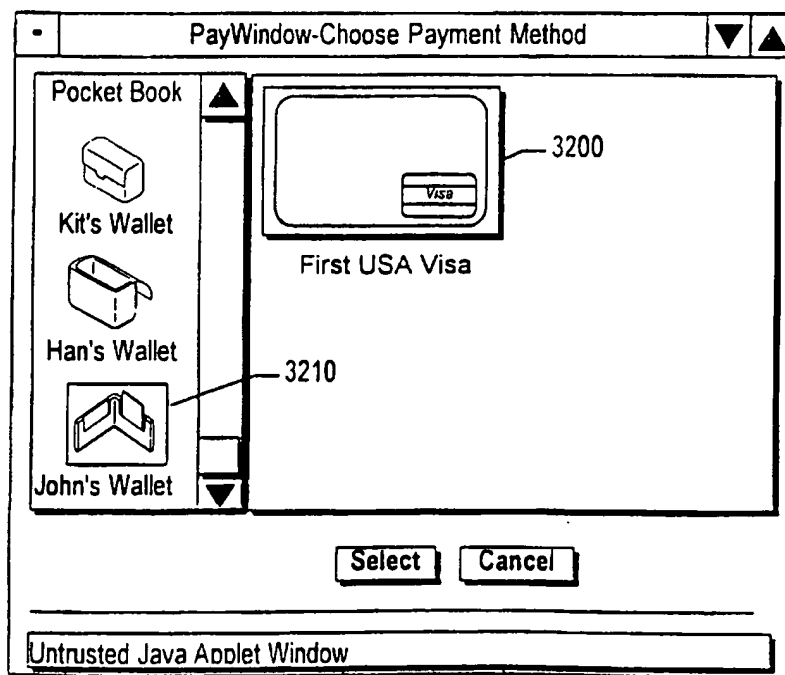 PayWindow-Choose Payment Method
Pocket Book
Kit's Wallet
Han's Wallet
3210
John's Wallet
Visa
3200
First USA Visa
Select
Cancel
Untrusted Java Applet Window